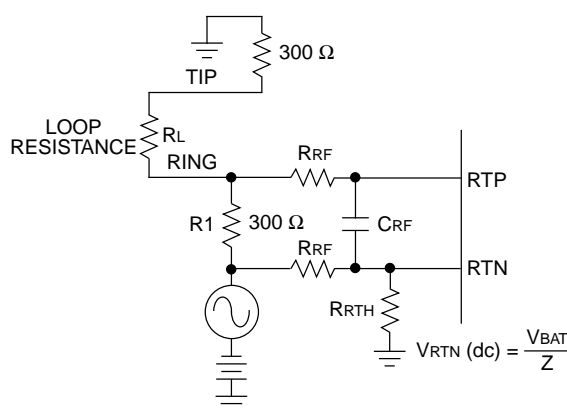 300 Ω
TIP
LOOP
RESISTANCE
RL
RING
RRF
RTP
R1
300 Ω
CRF
RRF
RTN
RRTH
VRTN (dc) = VBAT
Z